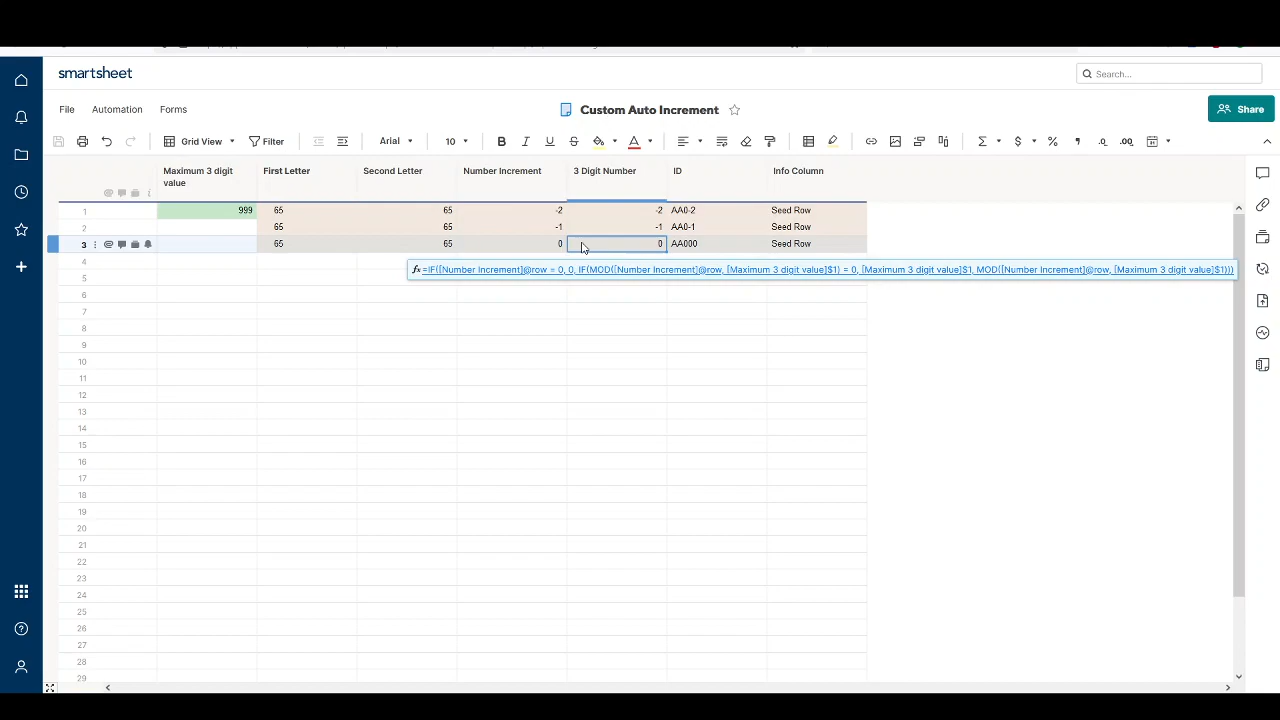 smartsheet
Search...
File Automation Forms
Custom Auto Increment
Share
Grid View Filter Arial 10 B I U S A Σ $ % , .0 .00
Maximum 3 digit value First Letter Second Letter Number Increment 3 Digit Number ID Info Column
1 999 65 65 -2 -2 AA0-2 Seed Row
2 65 65 -1 -1 AA0-1 Seed Row
3 65 65 0 0 AA000 Seed Row
4
fx =IF([Number Increment]@row = 0, 0, IF(MOD([Number Increment]@row, [Maximum 3 digit value]$1) = 0, [Maximum 3 digit value]$1, MOD([Number Increment]@row, [Maximum 3 digit value]$1)))
5
6
7
8
9
10
11
12
13
14
15
16
17
18
19
20
21
22
23
24
25
26
27
28
29